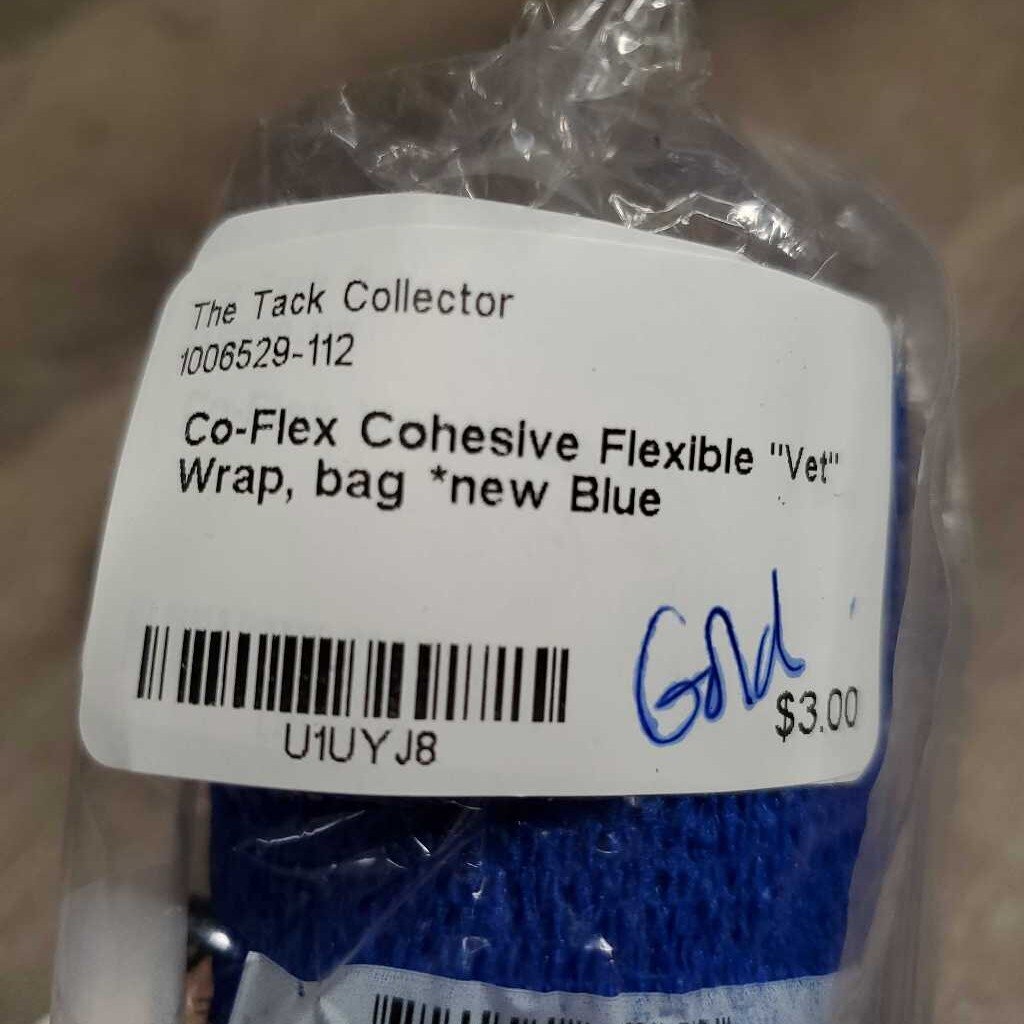 The Tack Collector
1006529-112
Co-Flex Cohesive Flexible "Vet"
Wrap, bag *new Blue
Gold
$3.00
U1UYJ8